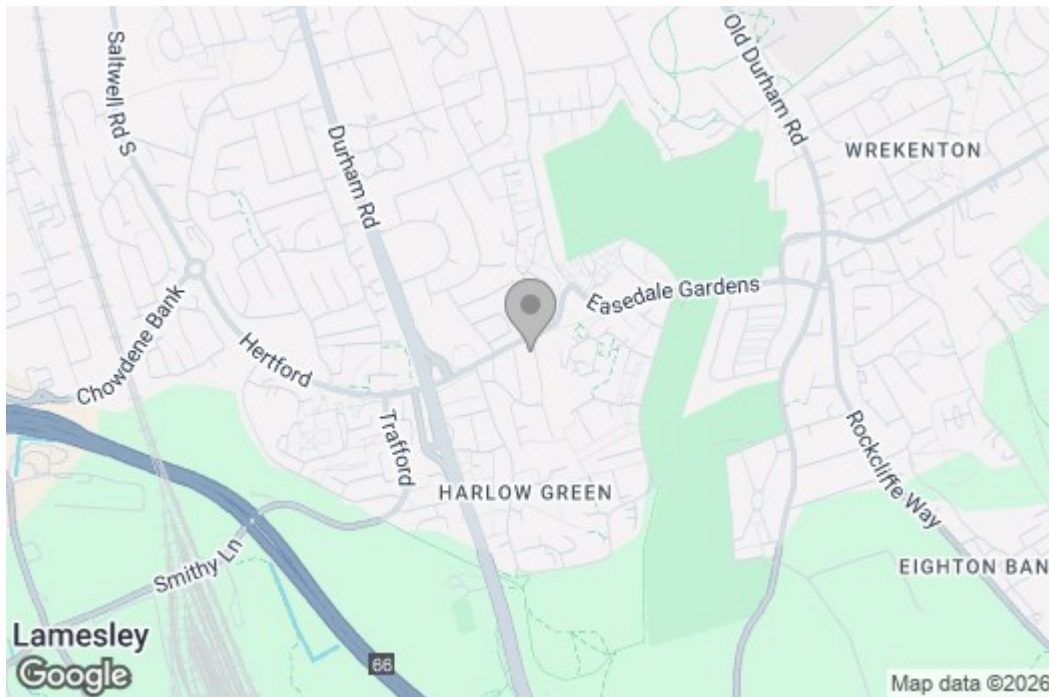 Saltwell Rd S
Durham Rd
Old Durham Rd
WREKENTON
Easedale Gardens
Chowdene Bank
Hertford
Trafford
HARLOW GREEN
Rockcliffe Way
Smithy Ln
EIGHTON BAN
Lamesley
66
Google
Map data ©2026